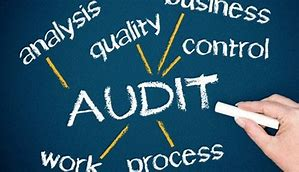 business
analysis
quality
control
AUDIT
work
process